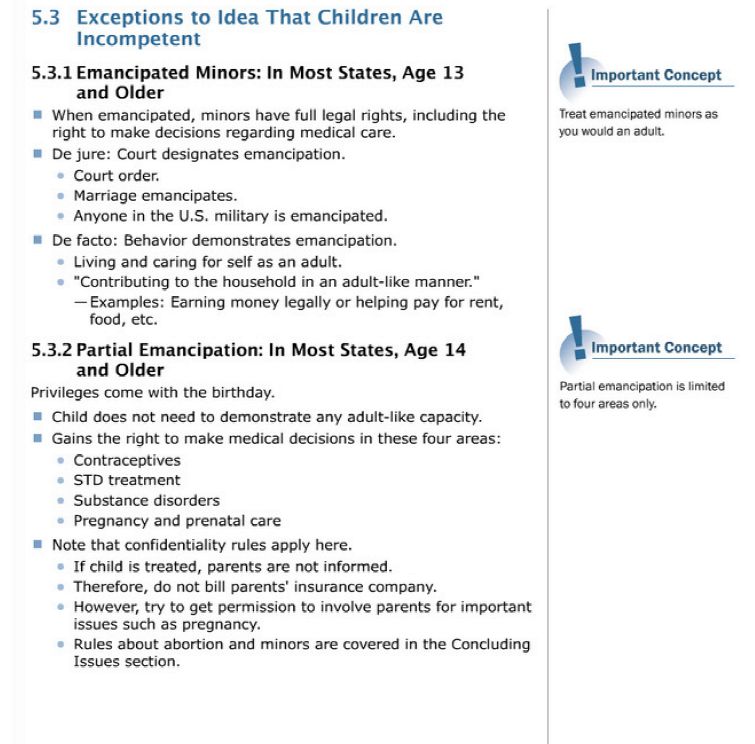 5.3 Exceptions to Idea That Children Are
Incompetent
5.3.1 Emancipated Minors: In Most States, Age 13
and Older
■ When emancipated, minors have full legal rights, including the
right to make decisions regarding medical care.
■ De jure: Court designates emancipation.
• Court order.
• Marriage emancipates.
• Anyone in the U.S. military is emancipated.
■ De facto: Behavior demonstrates emancipation.
• Living and caring for self as an adult.
• "Contributing to the household in an adult-like manner."
— Examples: Earning money legally or helping pay for rent,
food, etc.
5.3.2 Partial Emancipation: In Most States, Age 14
and Older
Privileges come with the birthday.
■ Child does not need to demonstrate any adult-like capacity.
■ Gains the right to make medical decisions in these four areas:
• Contraceptives
• STD treatment
• Substance disorders
• Pregnancy and prenatal care
■ Note that confidentiality rules apply here.
• If child is treated, parents are not informed.
• Therefore, do not bill parents' insurance company.
• However, try to get permission to involve parents for important
issues such as pregnancy.
• Rules about abortion and minors are covered in the Concluding
Issues section.
! Important Concept
Treat emancipated minors as
you would an adult.
! Important Concept
Partial emancipation is limited
to four areas only.